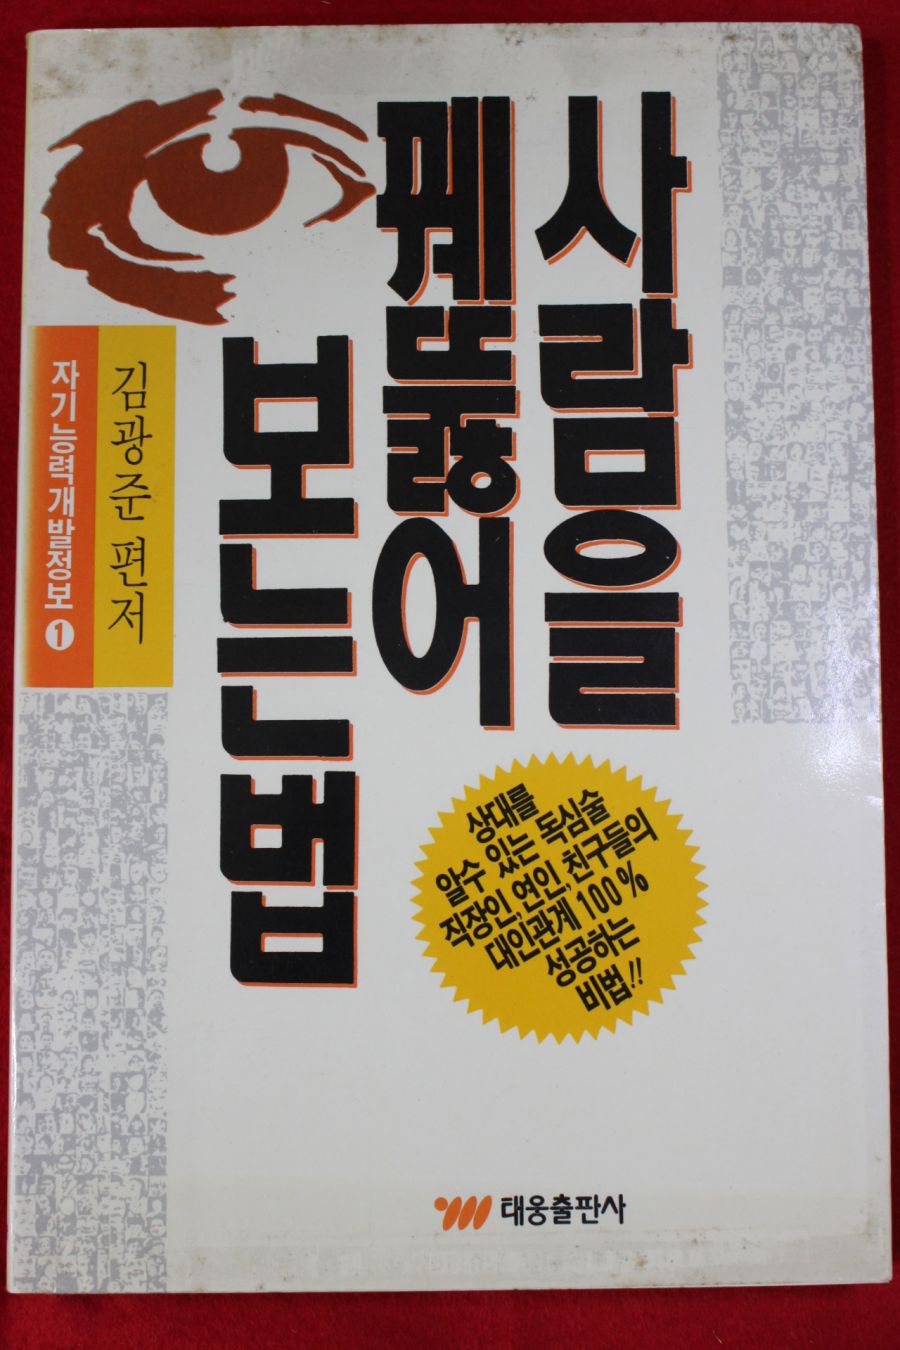 사람을
꿰뚫어
보는법
김광준 편저
자기능력개발정보 1
상대를
알수 있는 독심술
직장인, 연인, 친구들의
대인관계 100%
성공하는
비법!!
태웅출판사